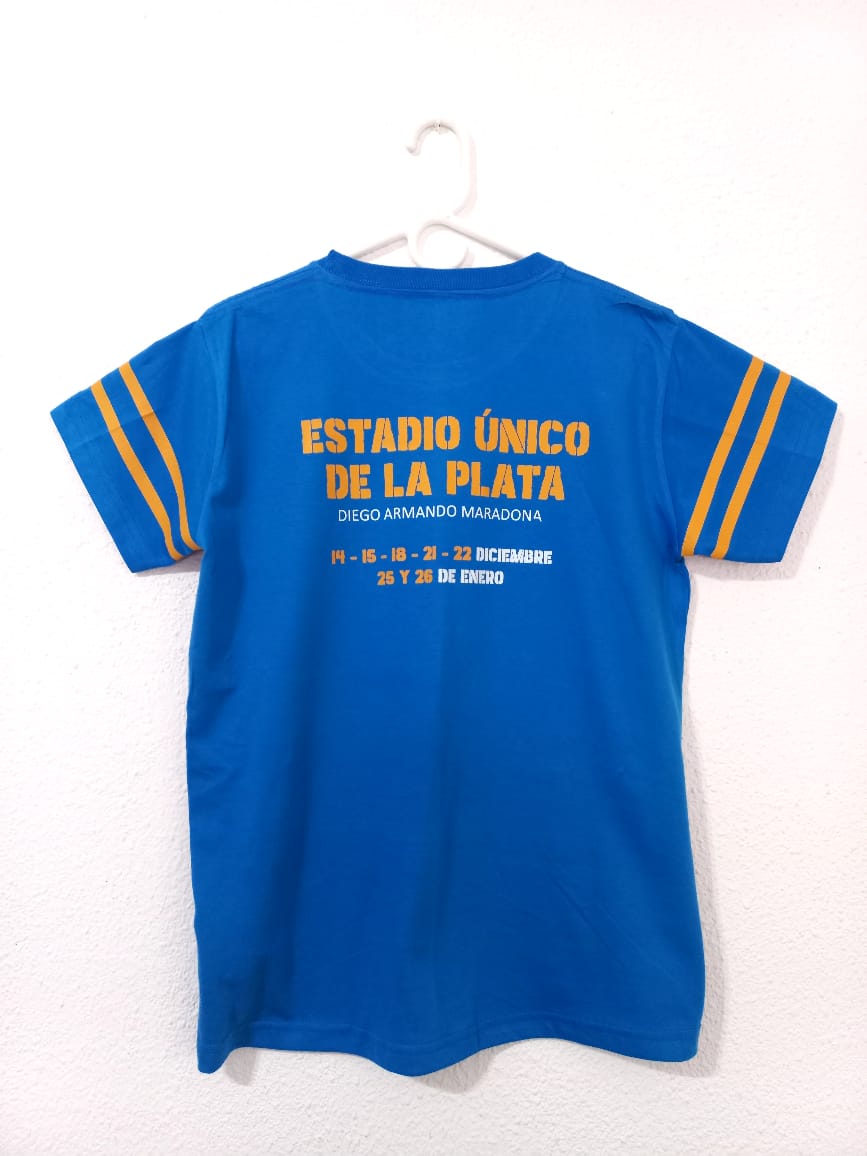 ESTADIO ÚNICO
DE LA PLATA
DIEGO ARMANDO MARADONA
14 - 15 - 18 - 21 - 22 DICIEMBRE
25 Y 26 DE ENERO